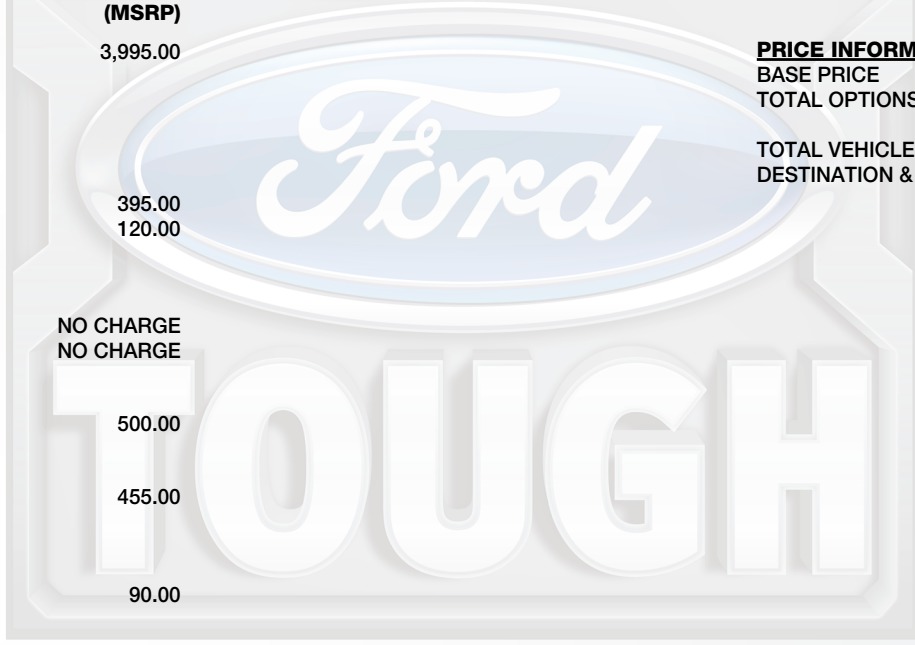 (MSRP)
3,995.00
395.00
120.00
NO CHARGE
NO CHARGE
500.00
455.00
90.00
PRICE INFORM
BASE PRICE
TOTAL OPTIONS
TOTAL VEHICLE
DESTINATION &
Ford
TOUGH